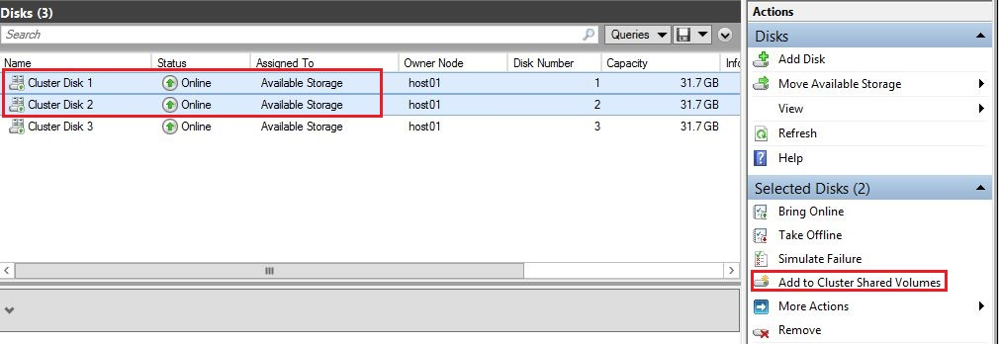 Disks (3)
Search
Queries
Name Status Assigned To Owner Node Disk Number Capacity Info
Cluster Disk 1 Online Available Storage host01 1 31.7 GB
Cluster Disk 2 Online Available Storage host01 2 31.7 GB
Cluster Disk 3 Online Available Storage host01 3 31.7 GB
Actions
Disks
Add Disk
Move Available Storage
View
Refresh
Help
Selected Disks (2)
Bring Online
Take Offline
Simulate Failure
Add to Cluster Shared Volumes
More Actions
Remove